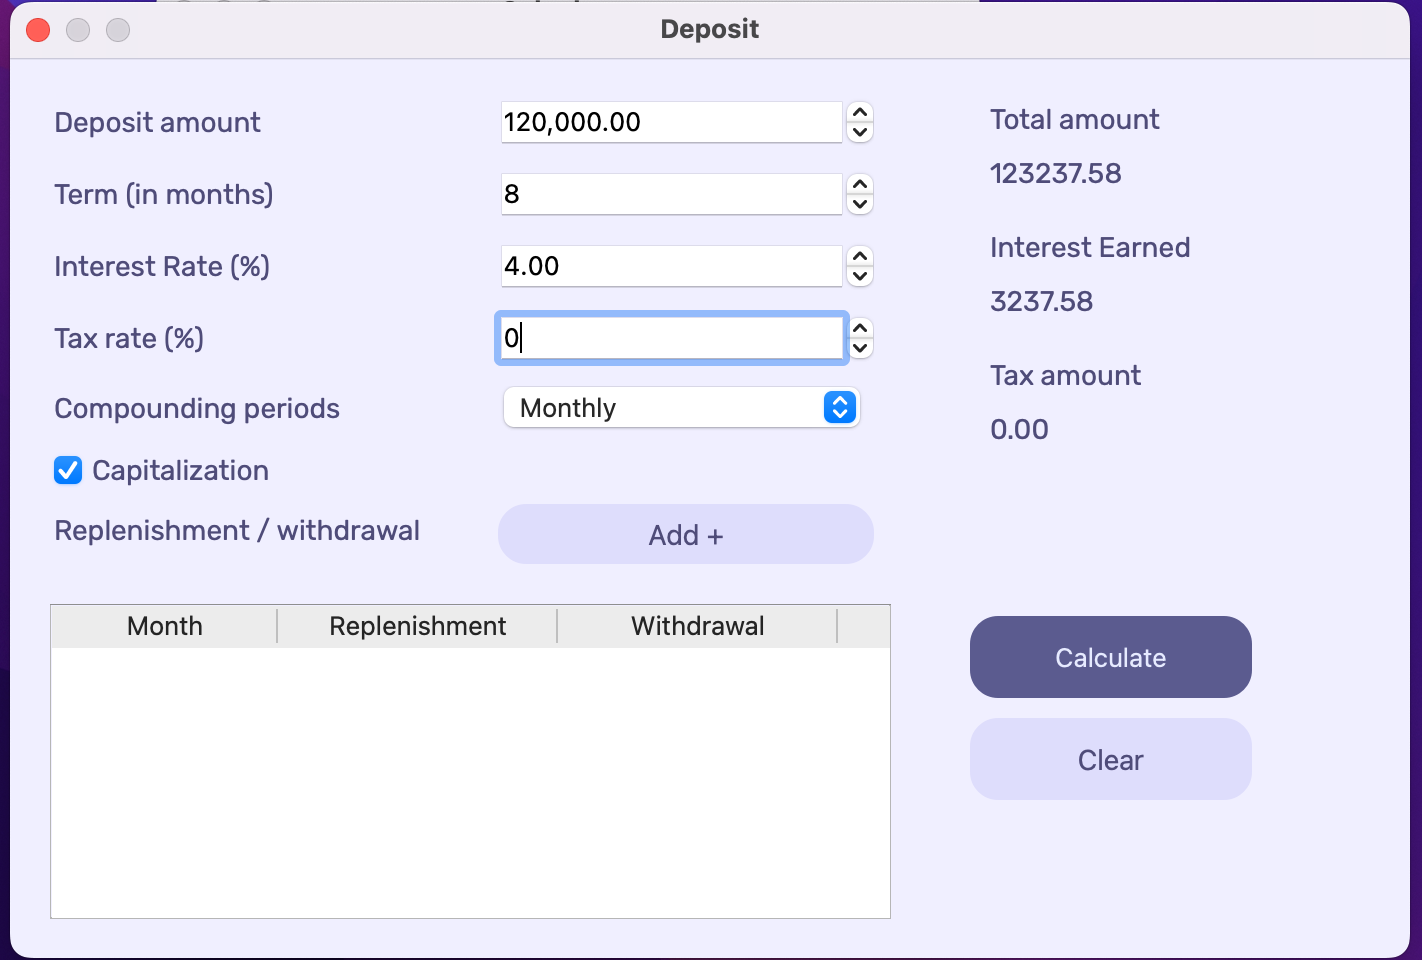 Deposit
Deposit amount
120,000.00
Term (in months)
8
Interest Rate (%)
4.00
Tax rate (%)
0
Compounding periods
Monthly
Capitalization
Replenishment / withdrawal
Add +
Month Replenishment Withdrawal
Total amount
123237.58
Interest Earned
3237.58
Tax amount
0.00
Calculate
Clear